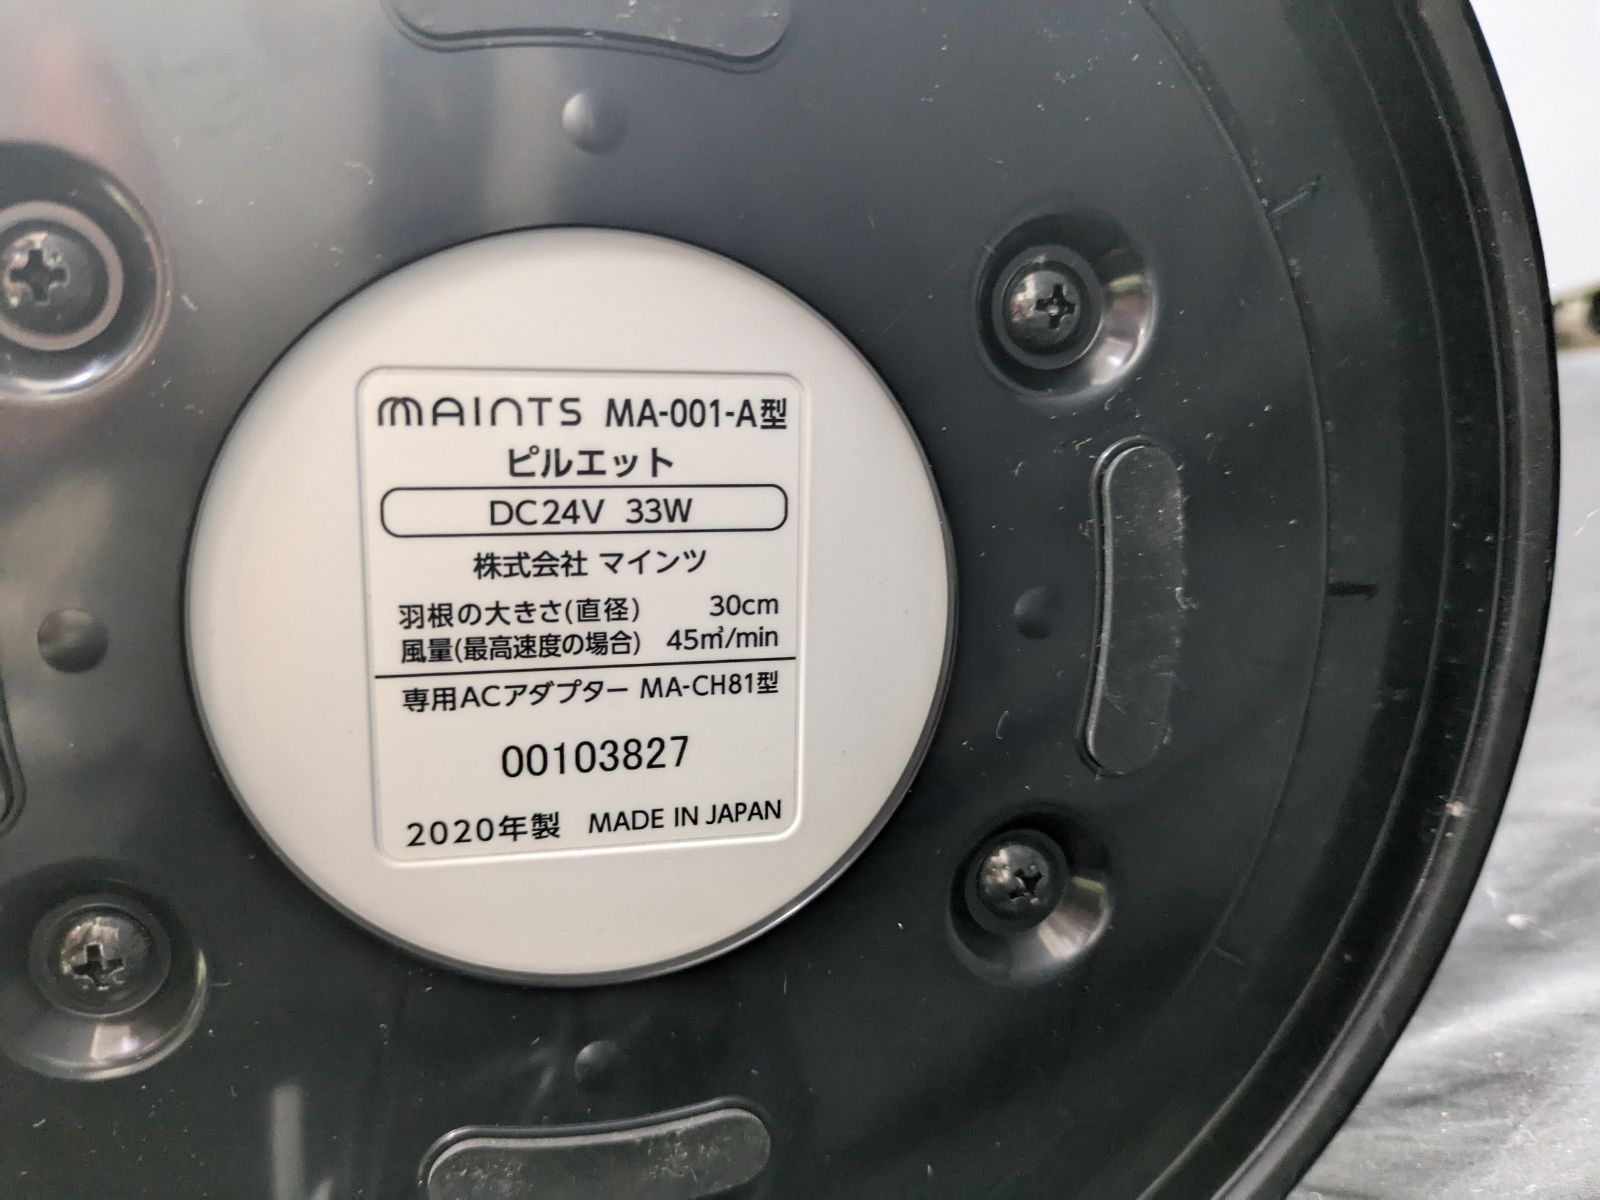 MAINTS MA-001-A型
ピルエット
DC24V 33W
株式会社 マインツ
羽根の大きさ(直径) 30cm
風量(最高速度の場合) 45㎥/min
専用ACアダプター MA-CH81型
00103827
2020年製 MADE IN JAPAN